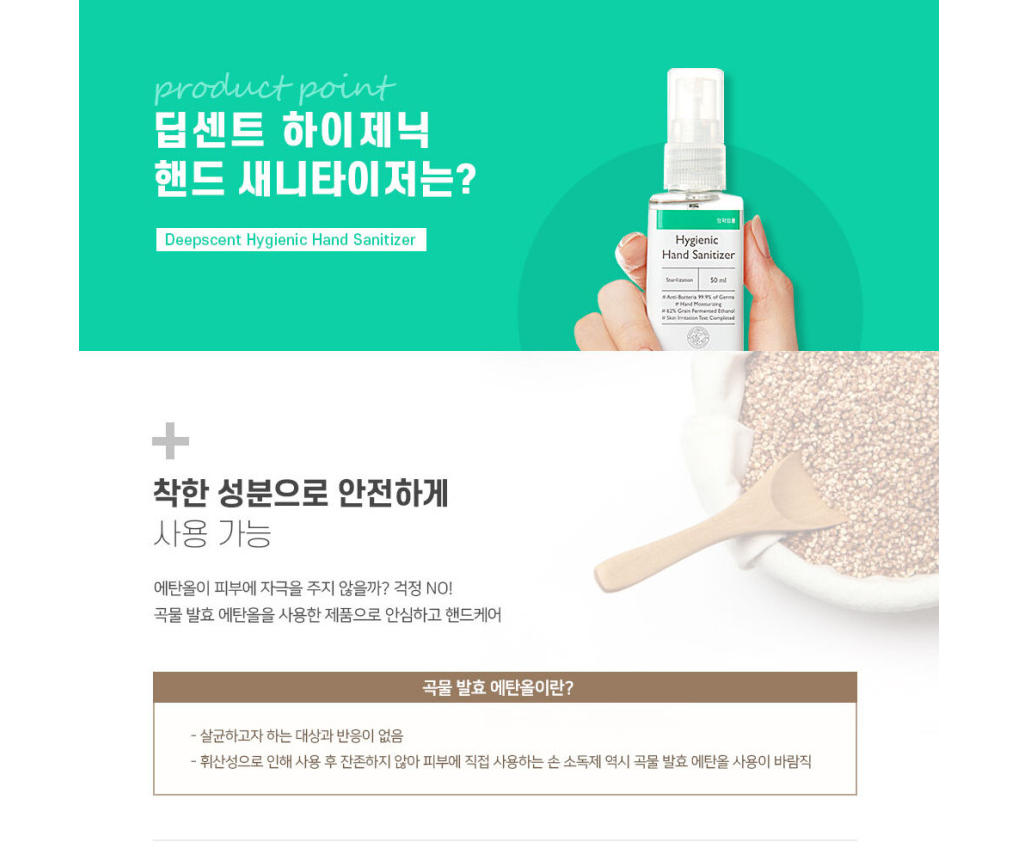 product point
딥센트 하이제닉
핸드 새니타이저는?
Deepscent Hygienic Hand Sanitizer
의약외품
Hygienic
Hand Sanitizer
Sterilization 50 ml
# Anti-Bacteria 99.9% of Germs
# Hand Moisturizing
# 62% Grain Fermented Ethanol
# Skin Irritation Test Completed
착한 성분으로 안전하게
사용 가능
에탄올이 피부에 자극을 주지 않을까? 걱정 NO!
곡물 발효 에탄올을 사용한 제품으로 안심하고 핸드케어
곡물 발효 에탄올이란?
- 살균하고자 하는 대상과 반응이 없음
- 휘산성으로 인해 사용 후 잔존하지 않아 피부에 직접 사용하는 손 소독제 역시 곡물 발효 에탄올 사용이 바람직